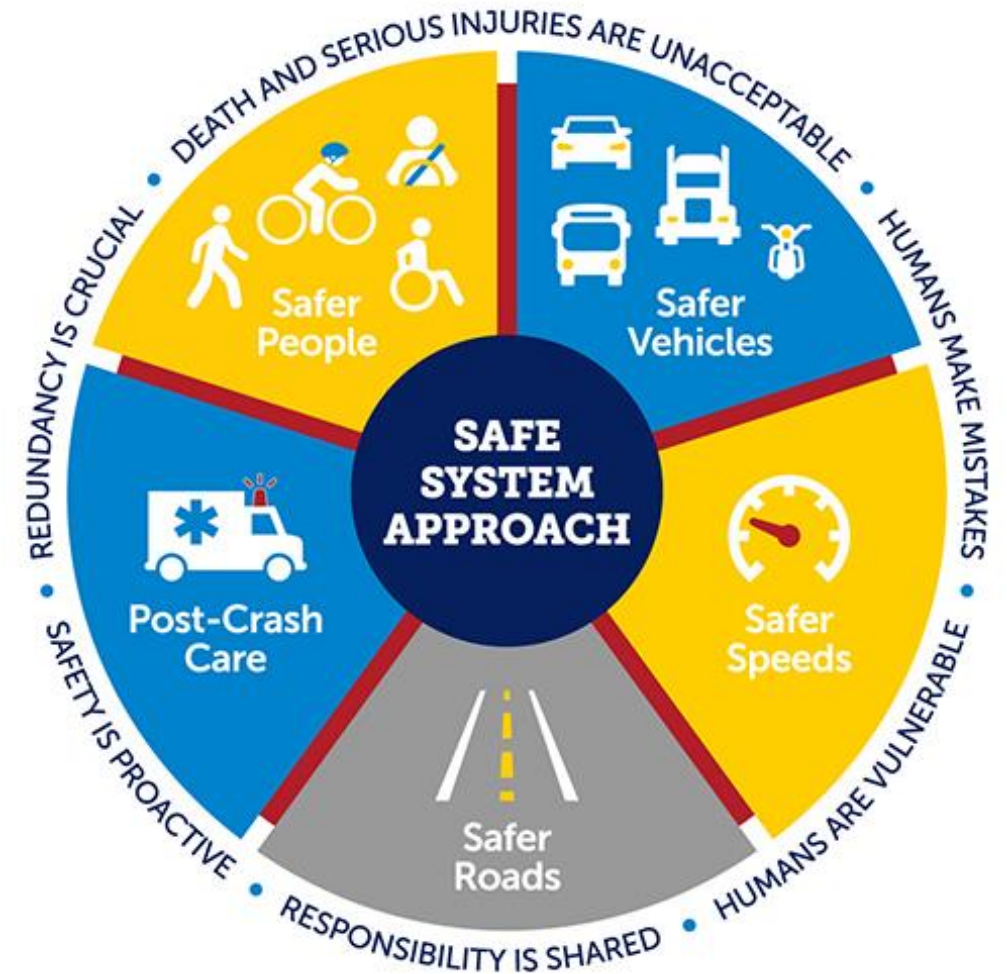 DEATH AND SERIOUS INJURIES ARE UNACCEPTABLE
HUMANS MAKE MISTAKES
HUMANS ARE VULNERABLE
RESPONSIBILITY IS SHARED
SAFETY IS PROACTIVE
REDUNDANCY IS CRUCIAL
Safer
People
Safer
Vehicles
SAFE
SYSTEM
APPROACH
Post-Crash
Care
Safer
Speeds
Safer
Roads